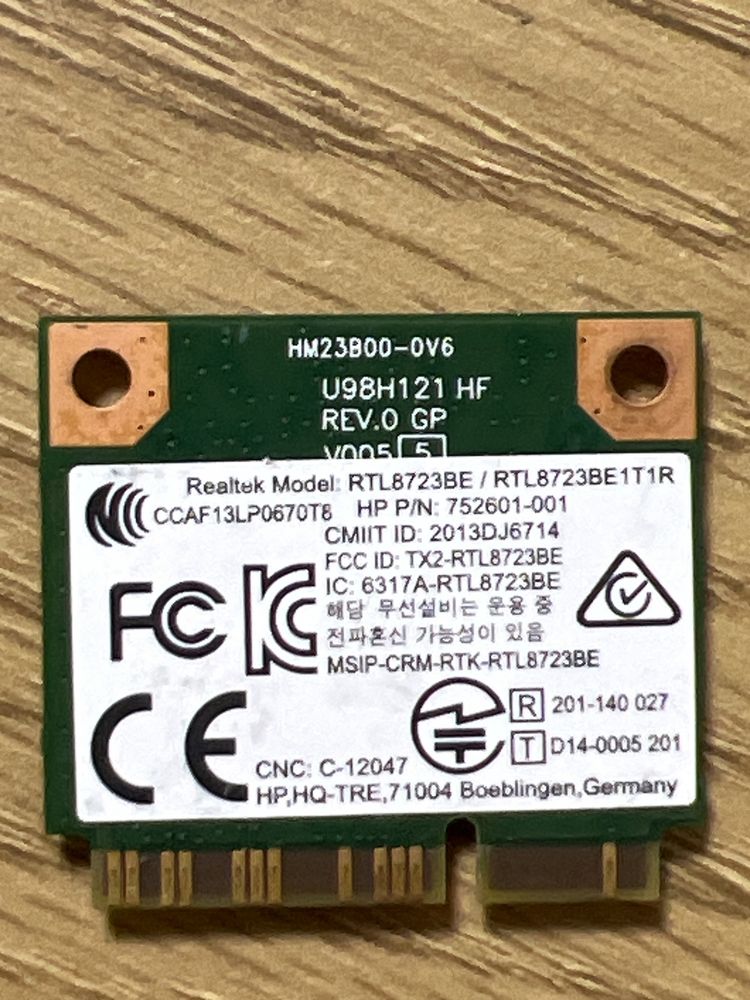 HM23B00-0V6
U98H121 HF
REV.0 GP
V005 5
Realtek Model: RTL8723BE / RTL8723BE1T1R
CCAF13LP0670T8 HP P/N: 752601-001
CMIIT ID: 2013DJ6714
FCC ID: TX2-RTL8723BE
IC: 6317A-RTL8723BE
해당 무선설비는 운용 중
전파혼신 가능성이 있음
MSIP-CRM-RTK-RTL8723BE
FC
KC
CE
R 201-140 027
T D14-0005 201
CNC: C-12047
HP,HQ-TRE,71004 Boeblingen,Germany